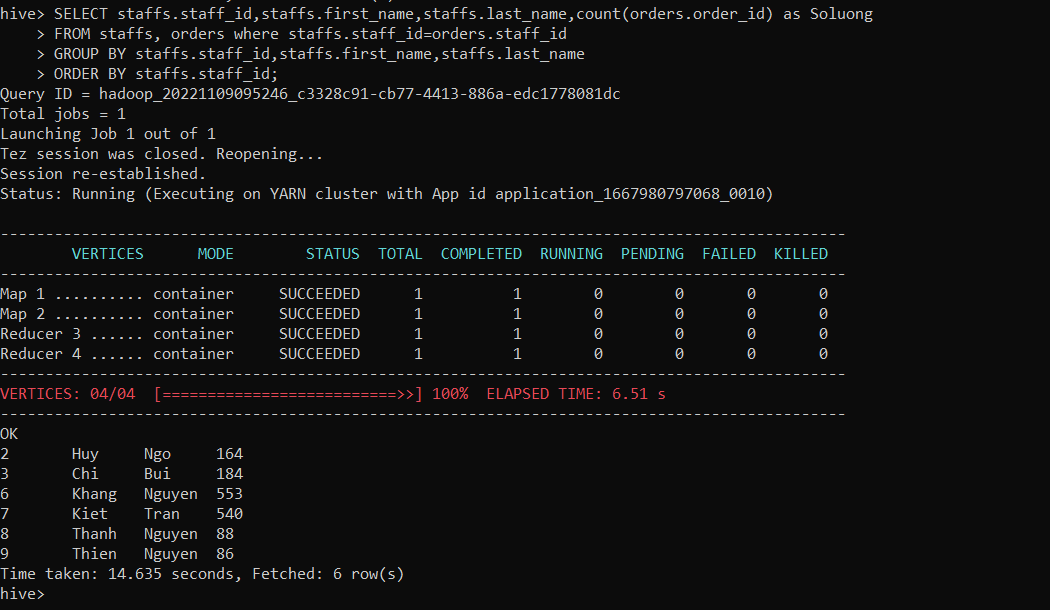 hive> SELECT staffs.staff_id,staffs.first_name,staffs.last_name,count(orders.order_id) as Soluong
    > FROM staffs, orders where staffs.staff_id=orders.staff_id
    > GROUP BY staffs.staff_id,staffs.first_name,staffs.last_name
    > ORDER BY staffs.staff_id;
Query ID = hadoop_20221109095246_c3328c91-cb77-4413-886a-edc1778081dc
Total jobs = 1
Launching Job 1 out of 1
Tez session was closed. Reopening...
Session re-established.
Status: Running (Executing on YARN cluster with App id application_1667980797068_0010)

----------------------------------------------------------------------------------------------
        VERTICES      MODE        STATUS  TOTAL  COMPLETED  RUNNING  PENDING  FAILED  KILLED
----------------------------------------------------------------------------------------------
Map 1 .......... container     SUCCEEDED      1          1        0        0       0       0
Map 2 .......... container     SUCCEEDED      1          1        0        0       0       0
Reducer 3 ...... container     SUCCEEDED      1          1        0        0       0       0
Reducer 4 ...... container     SUCCEEDED      1          1        0        0       0       0
----------------------------------------------------------------------------------------------
VERTICES: 04/04  [==========================>>] 100%  ELAPSED TIME: 6.51 s
----------------------------------------------------------------------------------------------
OK
2       Huy     Ngo     164
3       Chi     Bui     184
6       Khang   Nguyen  553
7       Kiet    Tran    540
8       Thanh   Nguyen  88
9       Thien   Nguyen  86
Time taken: 14.635 seconds, Fetched: 6 row(s)
hive>